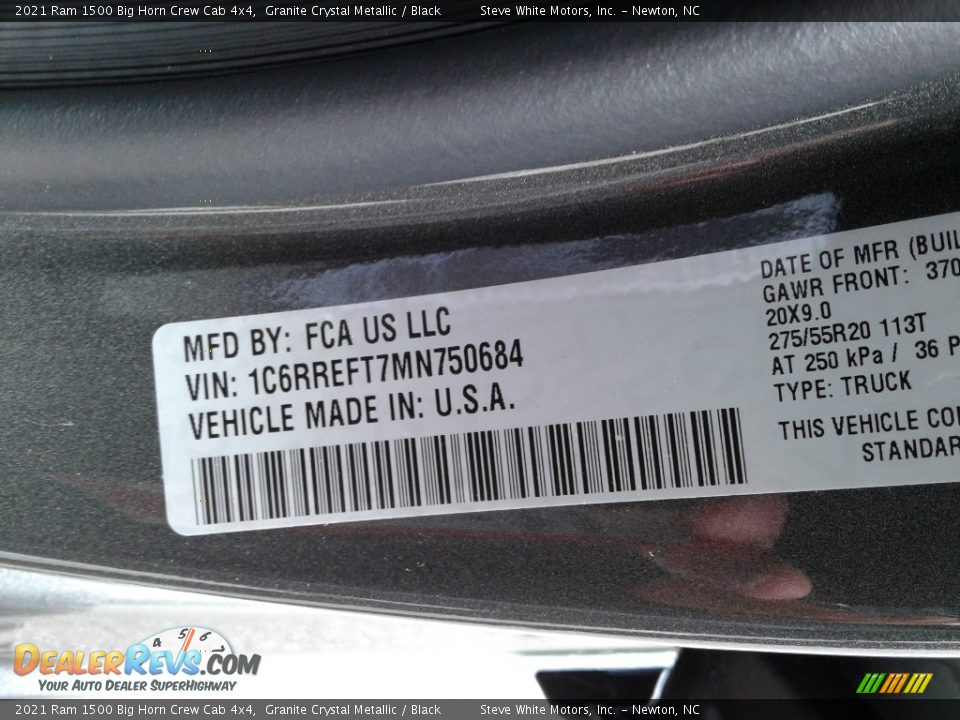 2021 Ram 1500 Big Horn Crew Cab 4x4, Granite Crystal Metallic / Black Steve White Motors, Inc. - Newton, NC
MFD BY: FCA US LLC
VIN: 1C6RREFT7MN750684
VEHICLE MADE IN: U.S.A.
DATE OF MFR (BUIL
GAWR FRONT: 370
20X9.0
275/55R20 113T
AT 250 kPa / 36 P
TYPE: TRUCK
THIS VEHICLE CO
STANDAR
4 5 6
DealerRevs.com
Your Auto Dealer SuperHighway
2021 Ram 1500 Big Horn Crew Cab 4x4, Granite Crystal Metallic / Black Steve White Motors, Inc. - Newton, NC